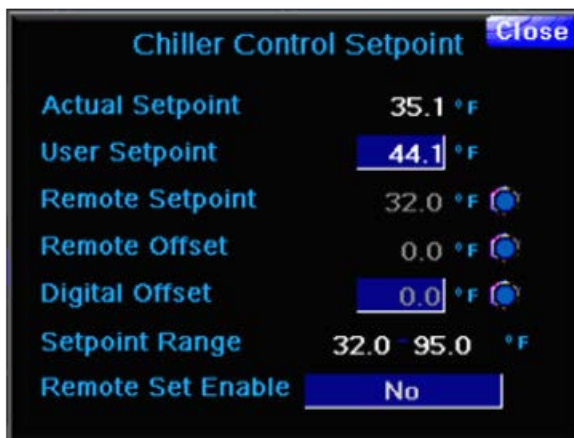 Chiller Control Setpoint Close
Actual Setpoint 35.1 °F
User Setpoint 44.1 °F
Remote Setpoint 32.0 °F
Remote Offset 0.0 °F
Digital Offset 0.0 °F
Setpoint Range 32.0 - 95.0 °F
Remote Set Enable No